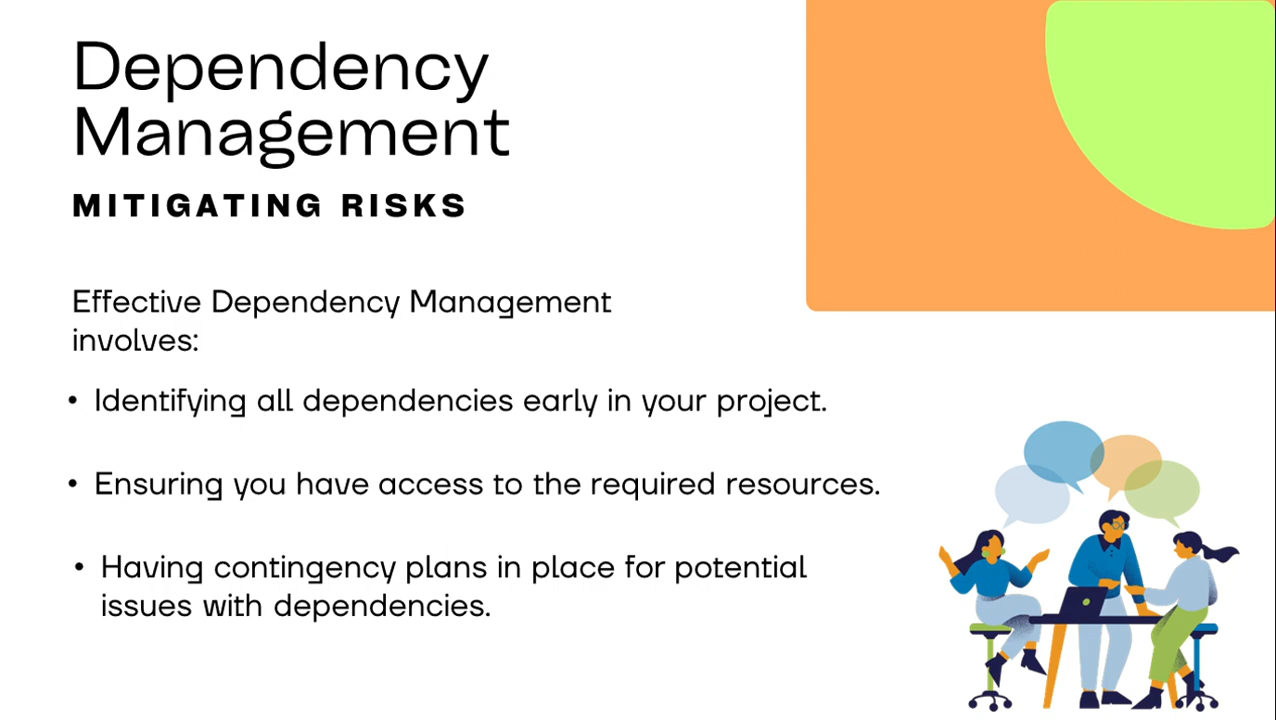 Dependency
Management
MITIGATING RISKS
Effective Dependency Management
involves:
• Identifying all dependencies early in your project.
• Ensuring you have access to the required resources.
• Having contingency plans in place for potential
issues with dependencies.